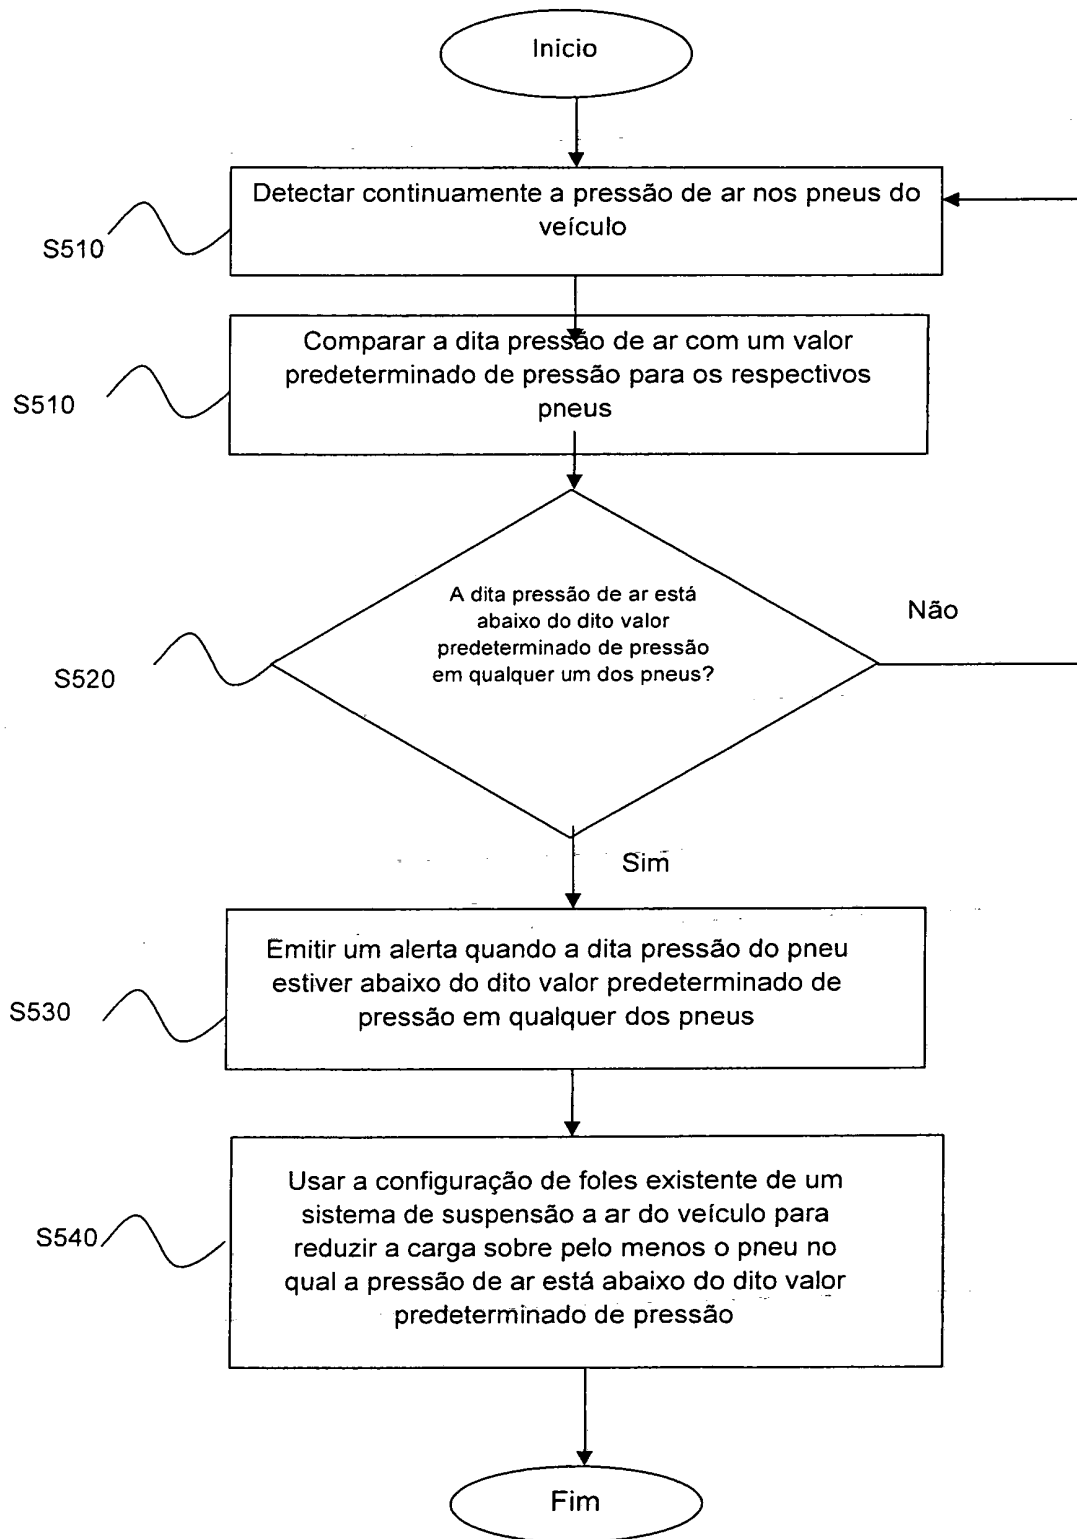 Inicio
Detectar continuamente a pressão de ar nos pneus do
veículo
S510
Comparar a dita pressão de ar com um valor
predeterminado de pressão para os respectivos
pneus
S510
A dita pressão de ar está
abaixo do dito valor
predeterminado de pressão
em qualquer um dos pneus?
Não
S520
Sim
Emitir um alerta quando a dita pressão do pneu
estiver abaixo do dito valor predeterminado de
pressão em qualquer dos pneus
S530
Usar a configuração de foles existente de um
sistema de suspensão a ar do veículo para
reduzir a carga sobre pelo menos o pneu no
qual a pressão de ar está abaixo do dito valor
predeterminado de pressão
S540
Fim